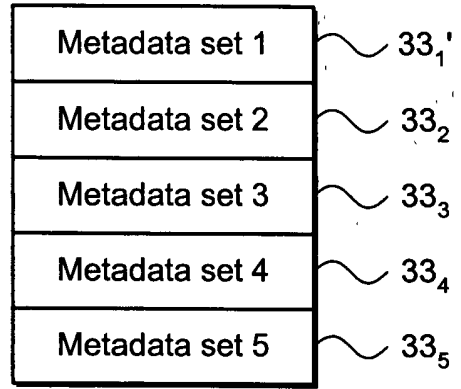 Metadata set 1 33₁'
Metadata set 2 33₂
Metadata set 3 33₃
Metadata set 4 33₄
Metadata set 5 33₅